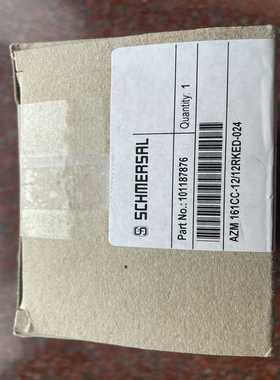 SCHMERSAL
Part No.: 101187876
Quantity 1
AZM 161CC-12/12RKED-024